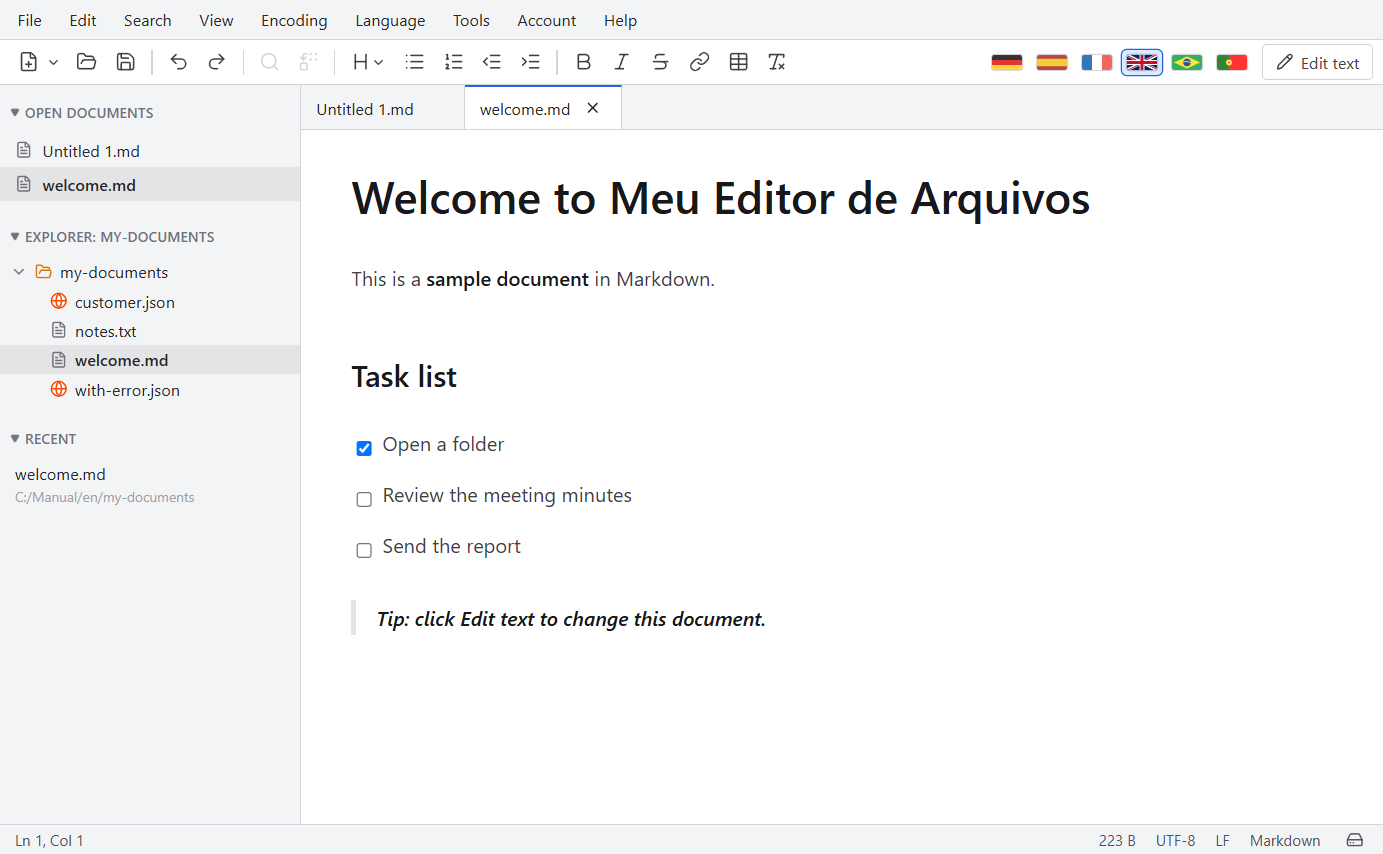 File Edit Search View Encoding Language Tools Account Help
H B I S Edit text
OPEN DOCUMENTS
Untitled 1.md
welcome.md
EXPLORER: MY-DOCUMENTS
my-documents
customer.json
notes.txt
welcome.md
with-error.json
RECENT
welcome.md
C:/Manual/en/my-documents
Untitled 1.md welcome.md
Welcome to Meu Editor de Arquivos
This is a sample document in Markdown.
Task list
Open a folder
Review the meeting minutes
Send the report
Tip: click Edit text to change this document.
Ln 1, Col 1 223 B UTF-8 LF Markdown